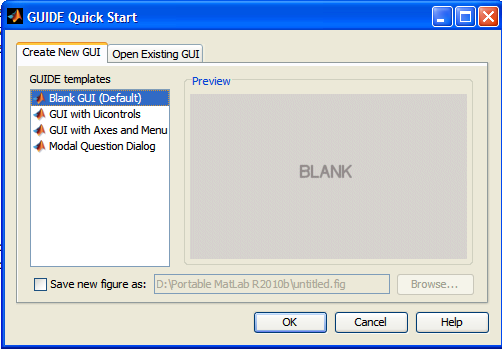 GUIDE Quick Start
Create New GUI
Open Existing GUI
GUIDE templates
Blank GUI (Default)
GUI with Uicontrols
GUI with Axes and Menu
Modal Question Dialog
Preview
BLANK
Save new figure as:
D:\Portable MatLab R2010b\untitled.fig
Browse...
OK
Cancel
Help